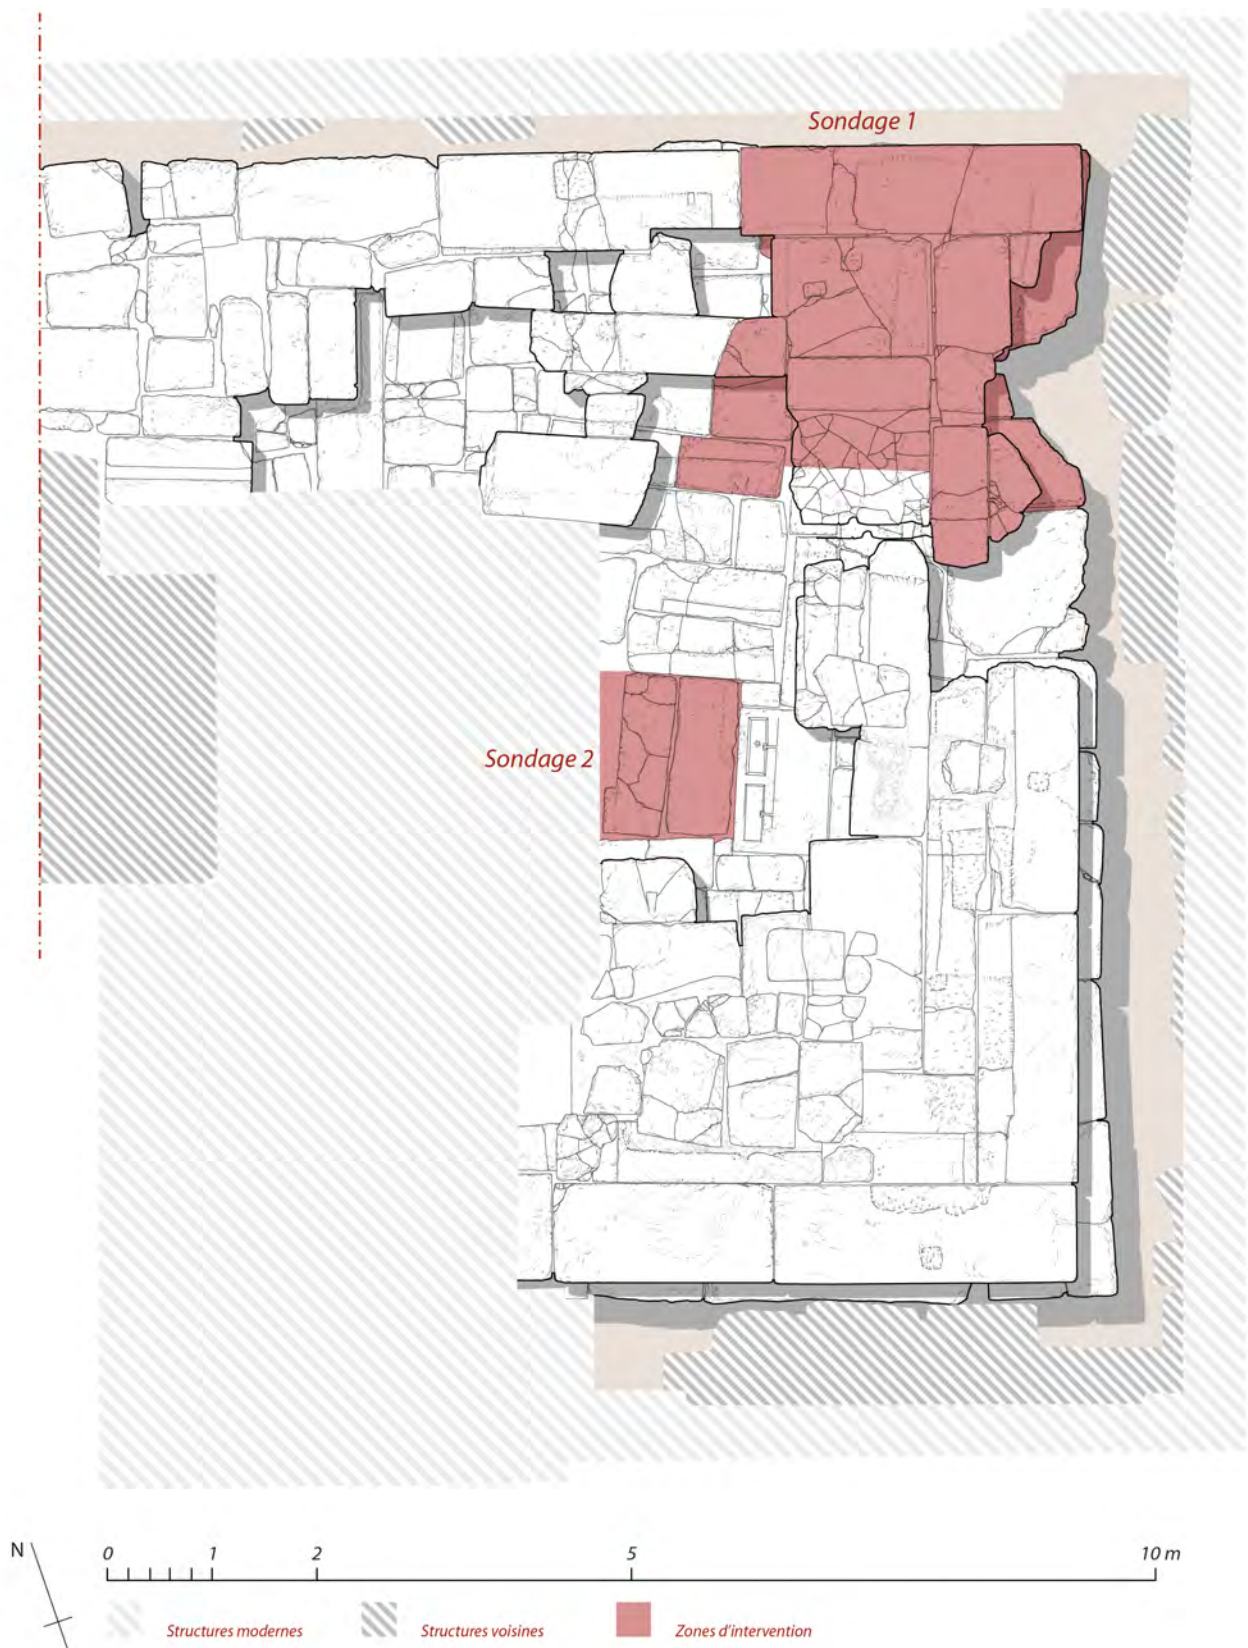 Sondage 1
Sondage 2
N
0 1 2 5 10 m
Structures modernes Structures voisines Zones d'intervention